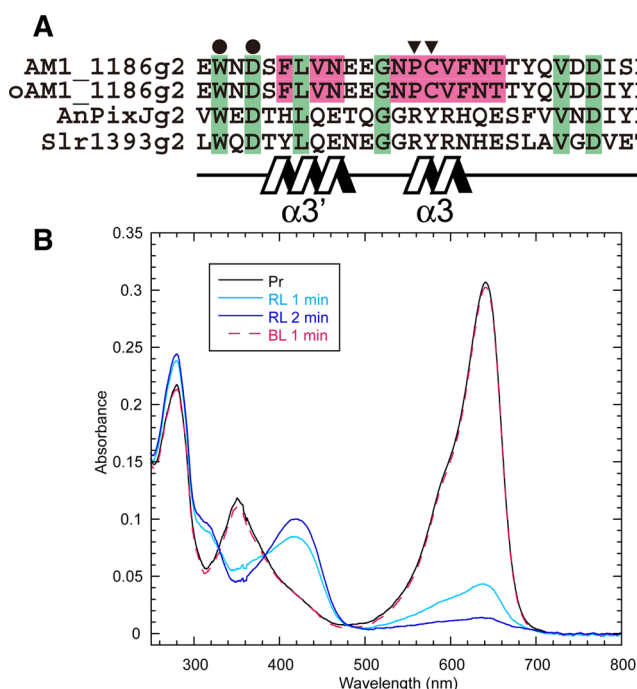 A
AM1_1186g2 EWNDSFLVNEEGNPCVFNTTYQVDDIS
oAM1_1186g2 EWNDSFLVNEEGNPCVFNTTYQVDDIS
AnPixJg2 VWEDTHLQETQGGRYRHQESFVVNDIY
Slr1393g2 LWQDTYLQENEGGRYRNHESLAVGDVE
α3' α3
B
0.35
0.3
0.25
0.2
0.15
0.1
0.05
0
Absorbance
Pr
RL 1 min
RL 2 min
BL 1 min
300 400 500 600 700 800
Wavelength (nm)